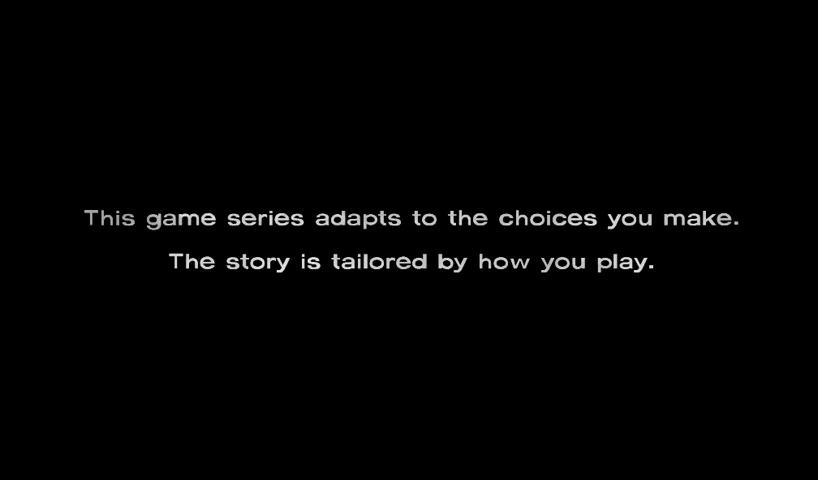 This game series adapts to the choices you make.
The story is tailored by how you play.